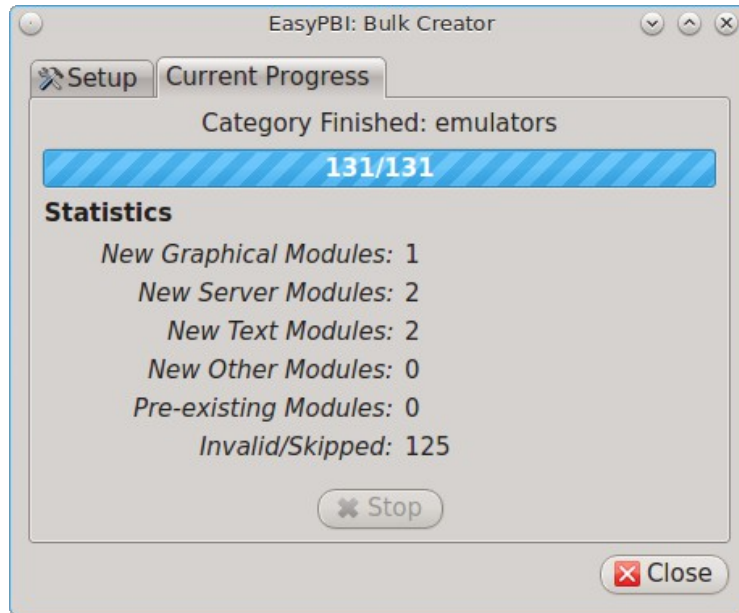 EasyPBI: Bulk Creator
Setup Current Progress
Category Finished: emulators
131/131
Statistics
New Graphical Modules: 1
New Server Modules: 2
New Text Modules: 2
New Other Modules: 0
Pre-existing Modules: 0
Invalid/Skipped: 125
Stop
Close